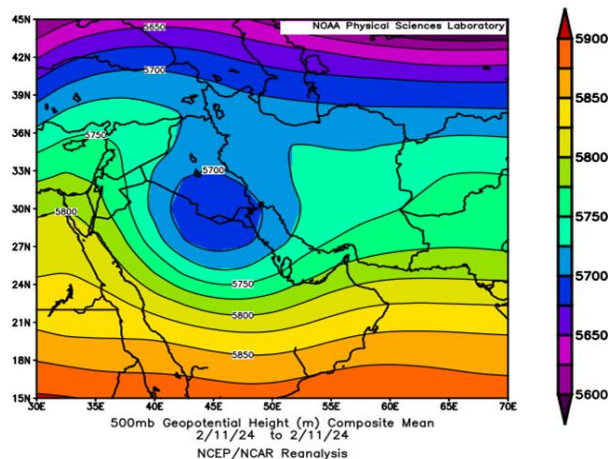 NOAA Physical Sciences Laboratory
45N
42N
39N
36N
33N
30N
27N
24N
21N
18N
15N
5650
5700
5750
5700
5800
5750
5800
5850
30E 35E 40E 45E 50E 55E 60E 65E 70E
500mb Geopotential Height (m) Composite Mean
2/11/24 to 2/11/24
NCEP/NCAR Reanalysis
5900
5850
5800
5750
5700
5650
5600